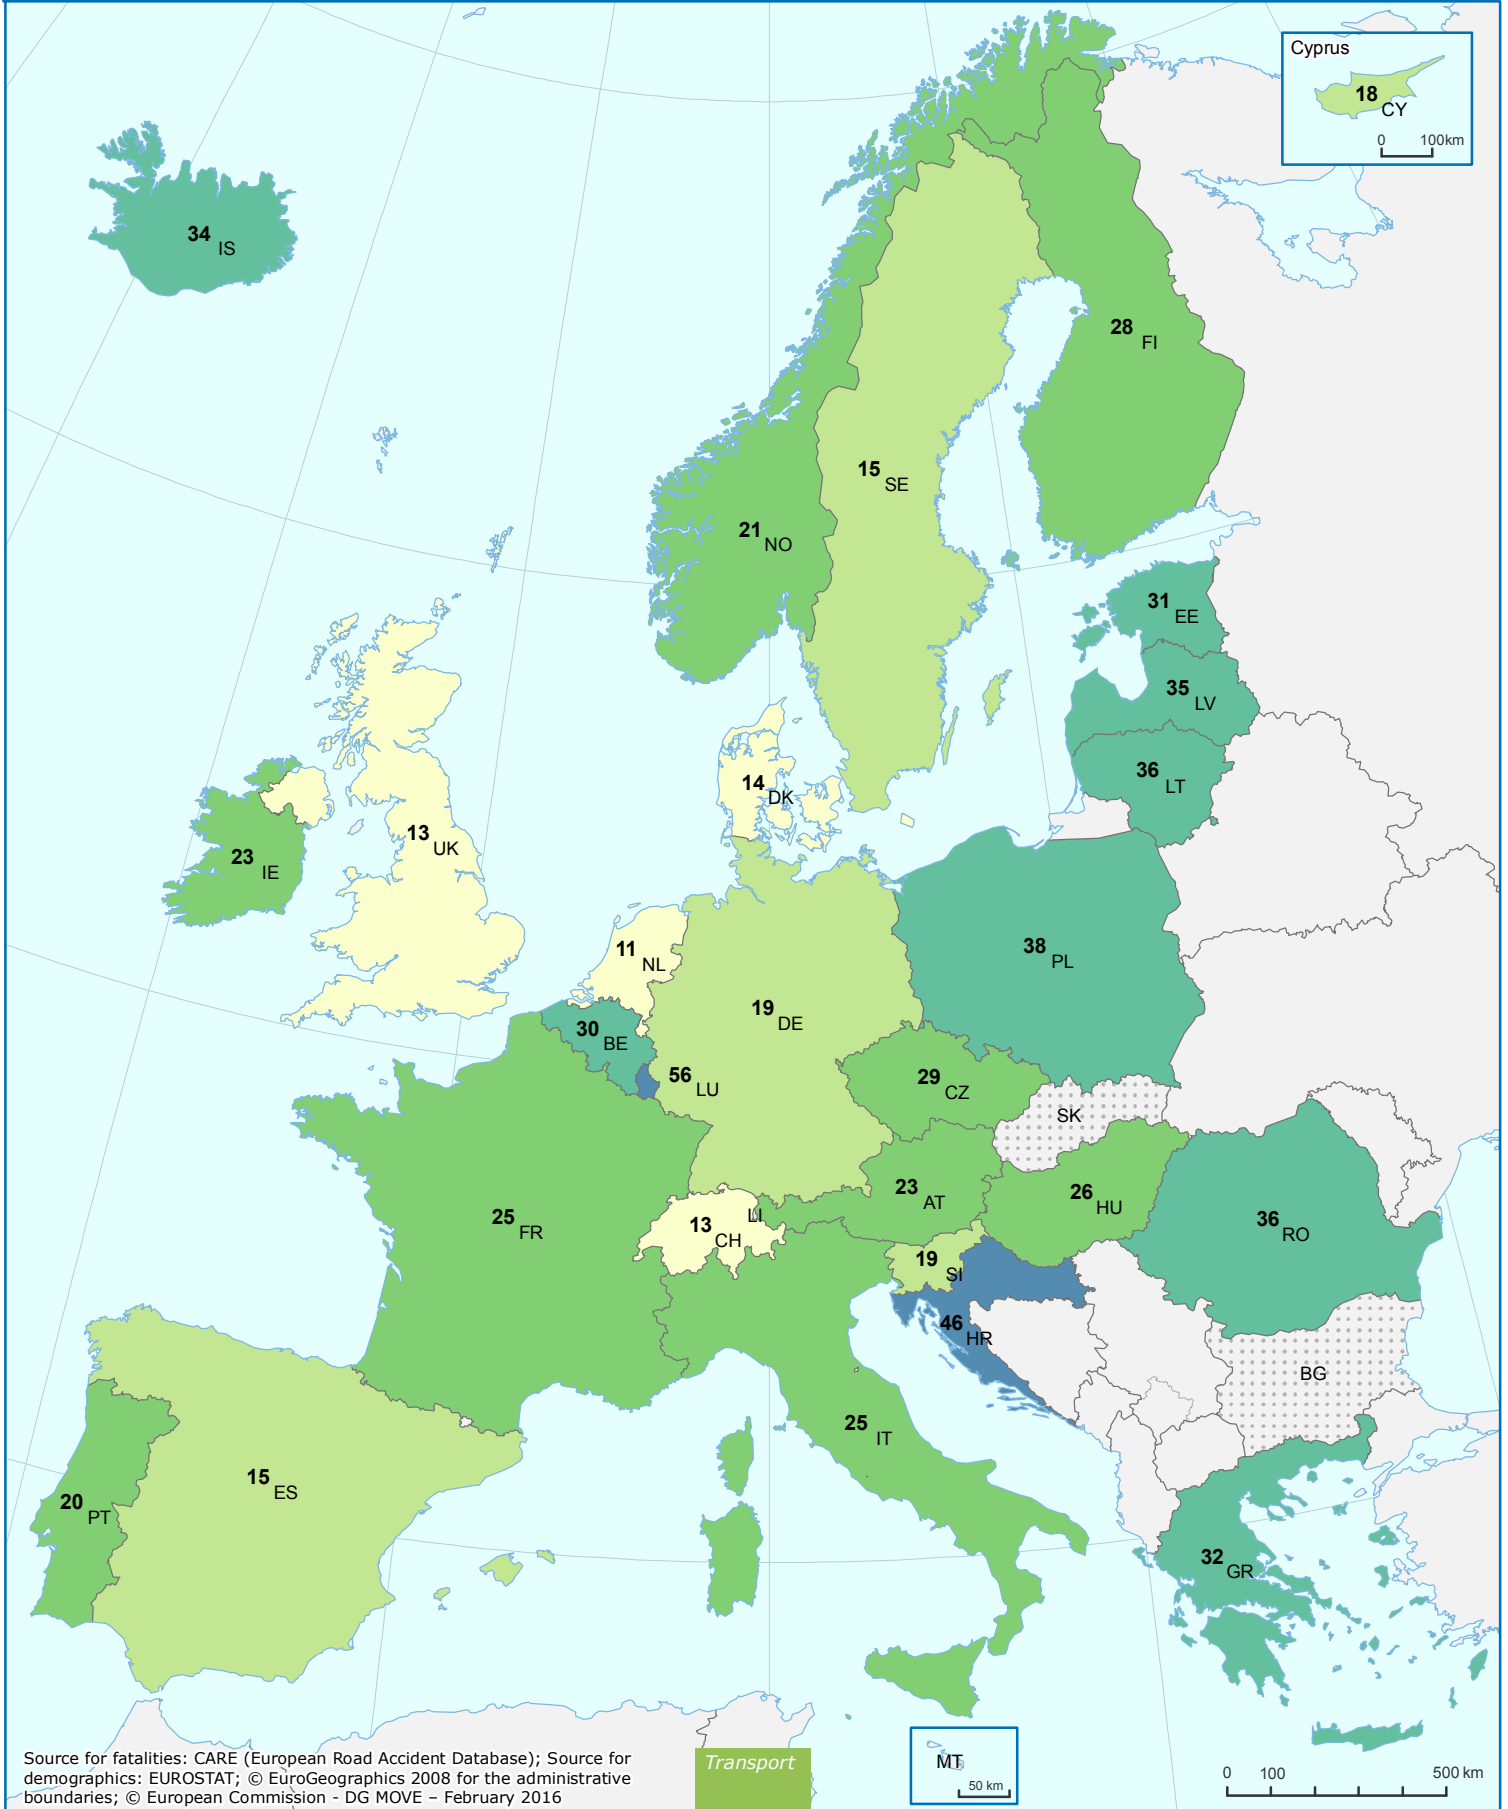 Cyprus
18
CY
0 100km
34
IS
28
FI
15
SE
21
NO
31
EE
35
LV
36
LT
14
DK
13
UK
23
IE
11
NL
38
PL
19
DE
30
BE
56
LU
29
CZ
SK
23
AT
26
HU
LI
13
CH
25
FR
36
RO
19
SI
46
HR
BG
25
IT
15
ES
20
PT
32
GR
MT
50 km
0 100 500 km
Transport
Source for fatalities: CARE (European Road Accident Database); Source for
demographics: EUROSTAT; © EuroGeographics 2008 for the administrative
boundaries; © European Commission - DG MOVE – February 2016